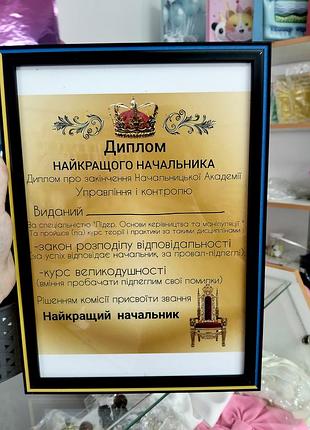 Диплом
НАЙКРАЩОГО НАЧАЛЬНИКА
Диплом про закінчення Начальницької Академії
Управління і контролю
Виданий
За спеціальністю "Лідер. Основи керівництва та маніпуляції"
Та пройшов (ла) курс теорії і практики за такими дисциплінами :
-закон розподілу відповідальності
(за успіх відповідає начальник, за провал-підлеглі);
-курс великодушності
(вміння пробачати підлеглим свої помилки)
Рішенням комісії присвоїти звання
Найкращий начальник